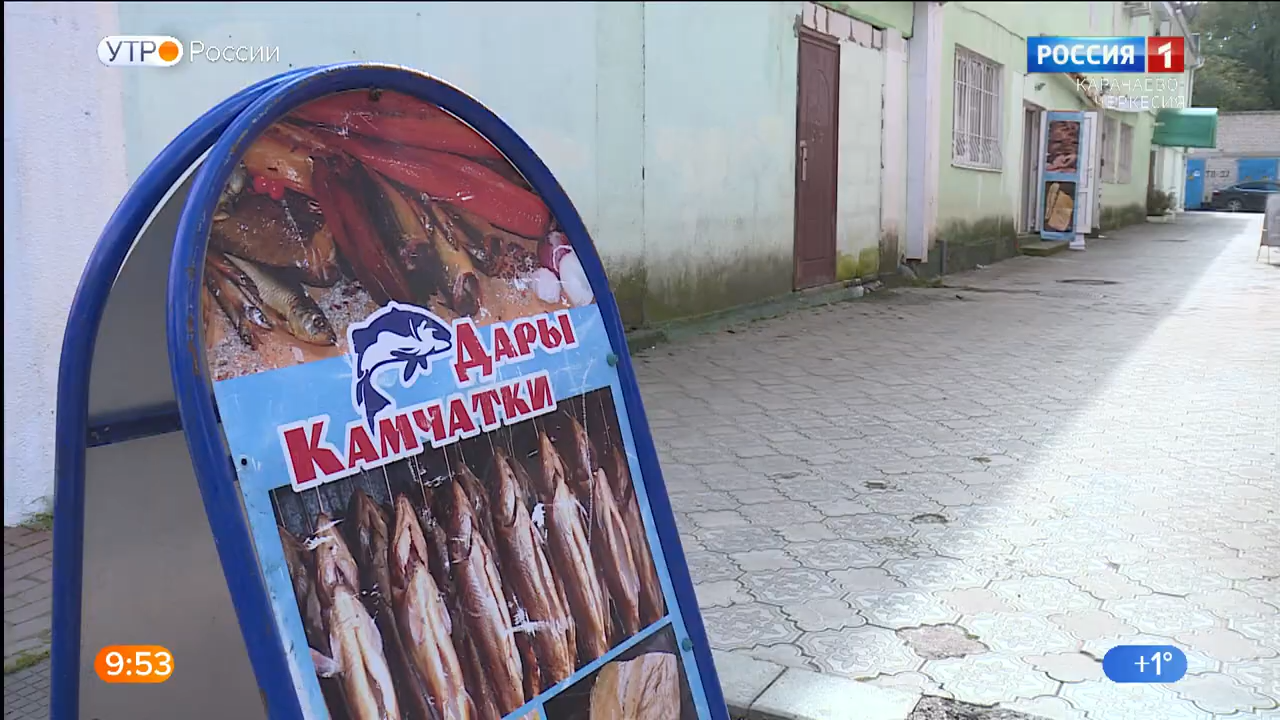 УТРО России
РОССИЯ 1
КАРАЧАЕВО-
ЧЕРКЕСИЯ
ДАРЫ
КАМЧАТКИ
9:53
+1°